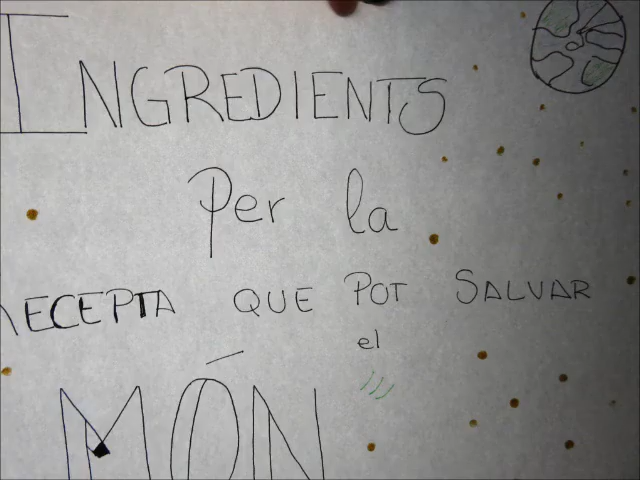 INGREDIENTS
Per la
RECEPTA QUE POT SALVAR
el
MÓN